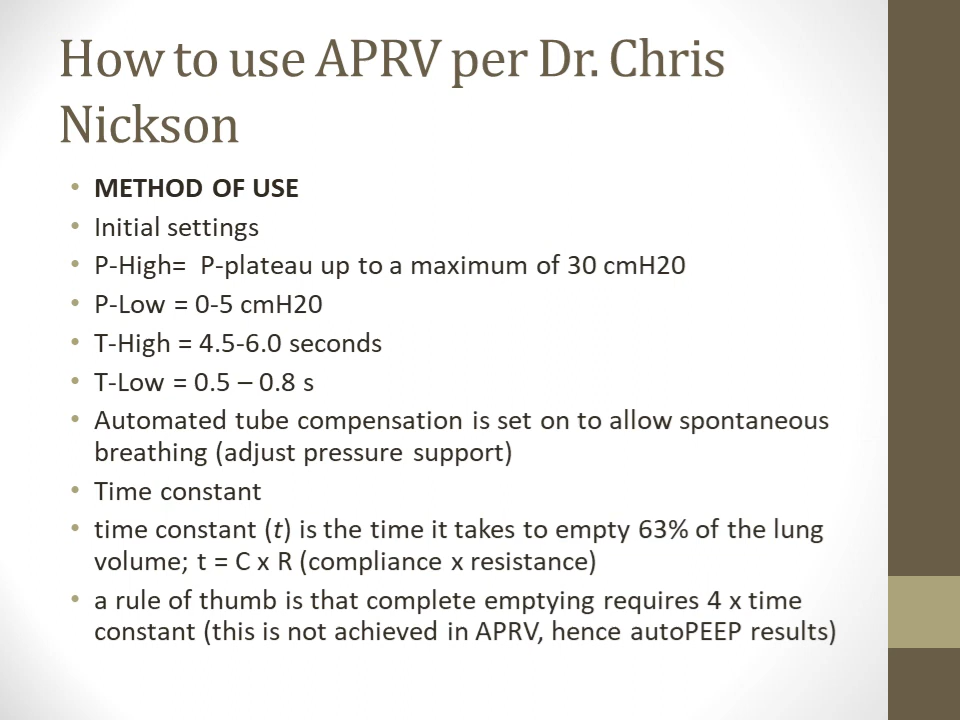 How to use APRV per Dr. Chris
Nickson
• METHOD OF USE
• Initial settings
• P-High= P-plateau up to a maximum of 30 cmH20
• P-Low = 0-5 cmH20
• T-High = 4.5-6.0 seconds
• T-Low = 0.5 – 0.8 s
• Automated tube compensation is set on to allow spontaneous
breathing (adjust pressure support)
• Time constant
• time constant (t) is the time it takes to empty 63% of the lung
volume; t = C x R (compliance x resistance)
• a rule of thumb is that complete emptying requires 4 x time
constant (this is not achieved in APRV, hence autoPEEP results)